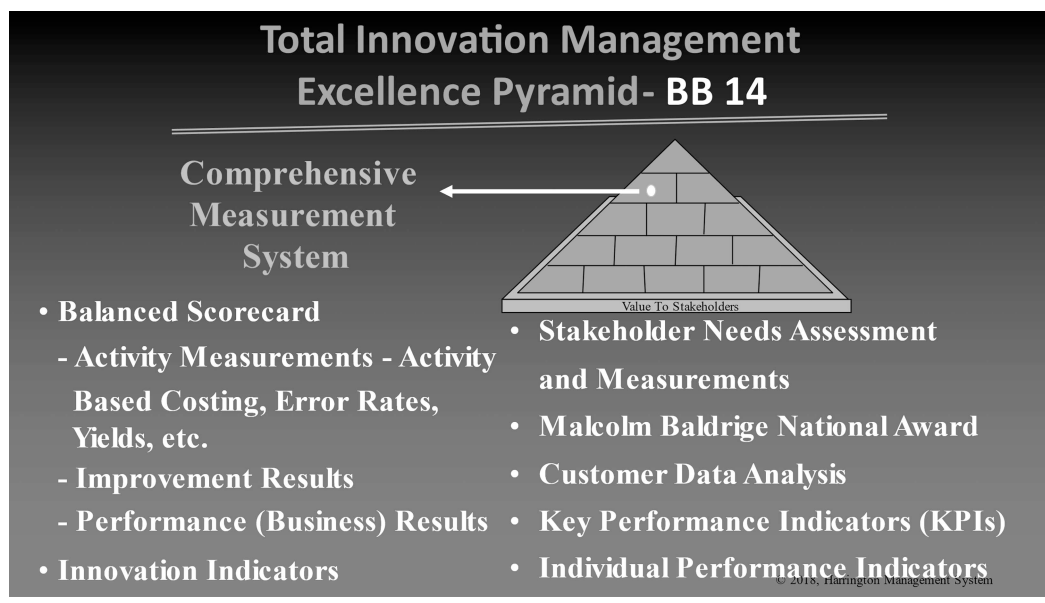 Total Innovation Management
Excellence Pyramid- BB 14
Comprehensive
Measurement
System
Value To Stakeholders
• Balanced Scorecard
- Activity Measurements - Activity
Based Costing, Error Rates,
Yields, etc.
- Improvement Results
- Performance (Business) Results
• Innovation Indicators
• Stakeholder Needs Assessment
and Measurements
• Malcolm Baldrige National Award
• Customer Data Analysis
• Key Performance Indicators (KPIs)
• Individual Performance Indicators
© 2018, Harrington Management System